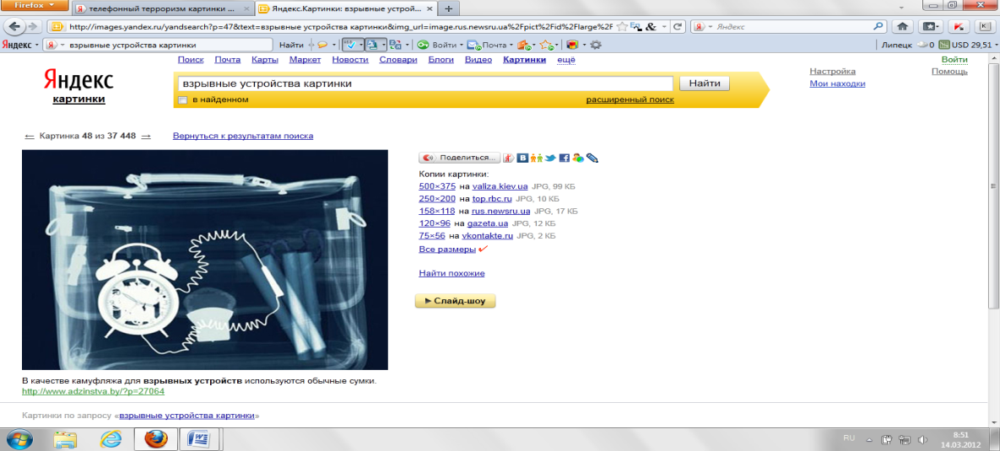 Firefox
телефонный терроризм картинки ...
Яндекс.Картинки: взрывные устрой...
http://images.yandex.ru/yandsearch?p=47&text=взрывные устройства картинки&img_url=image.rus.newsru.ua%2Fpict%2Fid%2Flarge%2F
Яндекс
Яндекс
взрывные устройства картинки
Найти
Войти
Почта
Липецк
0
USD 29,51
Поиск Почта Карты Маркет Новости Словари Блоги Видео Картинки ещё
Войти
Настройка
Помощь
Мои находки
Яндекс
картинки
взрывные устройства картинки
Найти
в найденном
расширенный поиск
← Картинка 48 из 37 448 →
Вернуться к результатам поиска
Поделиться...
Копии картинки:
500×375 на valiza.kiev.ua JPG, 99 КБ
250×200 на top.rbc.ru JPG, 10 КБ
158×118 на rus.newsru.ua JPG, 17 КБ
120×96 на gazeta.ua JPG, 12 КБ
75×56 на vkontakte.ru JPG, 2 КБ
Все размеры
Найти похожие
Слайд-шоу
В качестве камуфляжа для взрывных устройств используются обычные сумки.
http://www.adzinstva.by/?p=27064
Картинки по запросу «взрывные устройства картинки»
RU
8:51
14.03.2012